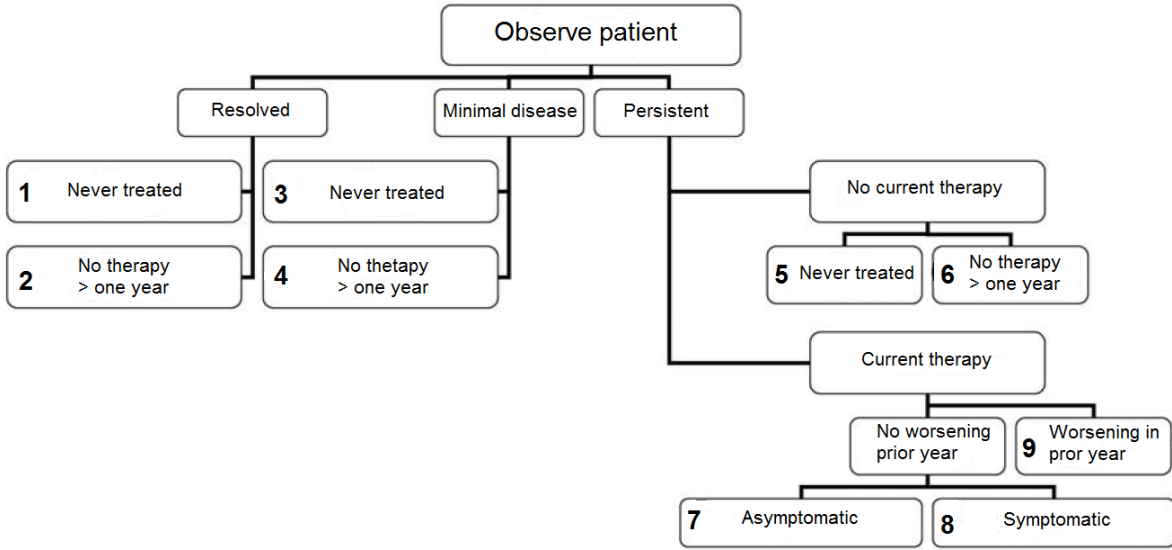 Observe patient
Resolved
Minimal disease
Persistent
1 Never treated
3 Never treated
No current therapy
2 No therapy
> one year
4 No thetapy
> one year
5 Never treated
6 No therapy
> one year
Current therapy
No worsening
prior year
9 Worsening in
pror year
7 Asymptomatic
8 Symptomatic